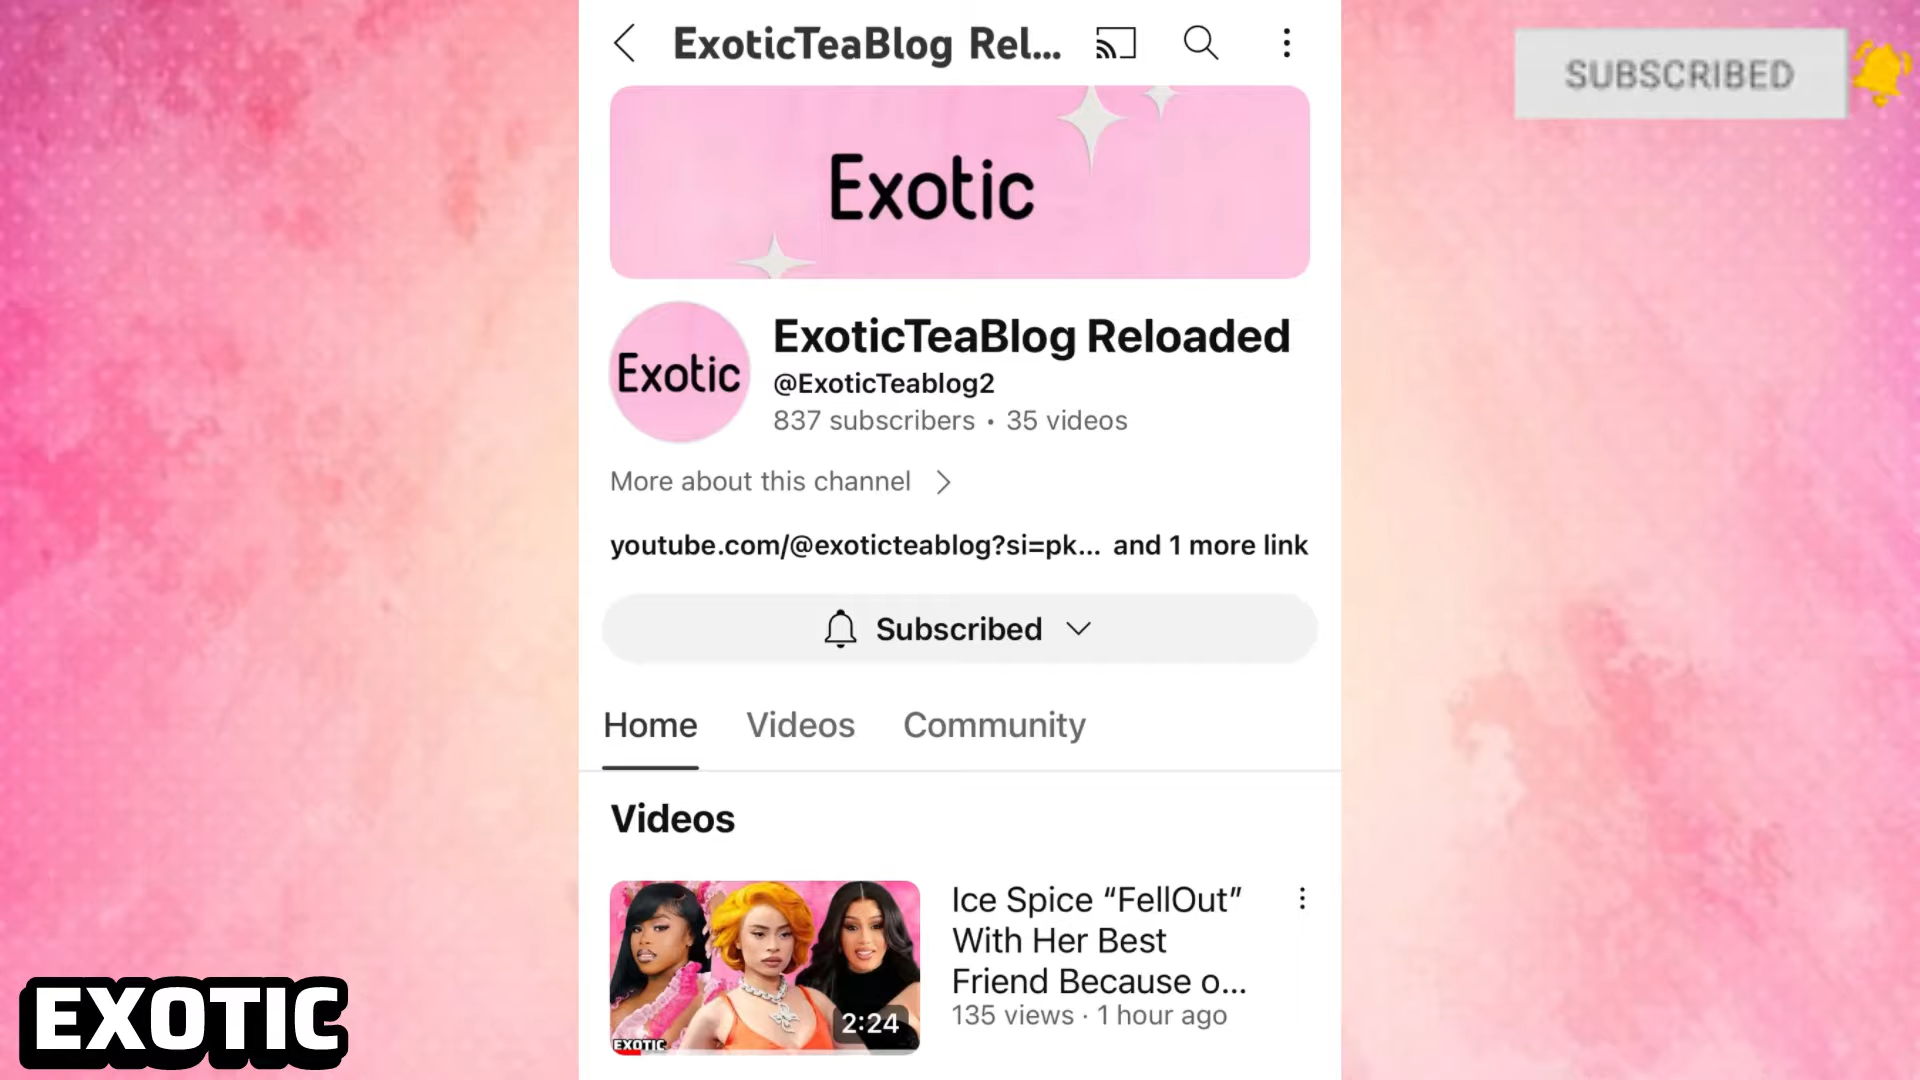 ExoticTeaBlog Rel...
SUBSCRIBED
Exotic
Exotic
ExoticTeaBlog Reloaded
@ExoticTeablog2
837 subscribers • 35 videos
More about this channel
youtube.com/@exoticteablog?si=pk... and 1 more link
Subscribed
Home Videos Community
Videos
Ice Spice “FellOut”
With Her Best
Friend Because o...
135 views · 1 hour ago
2:24
EXOTIC
EXOTIC